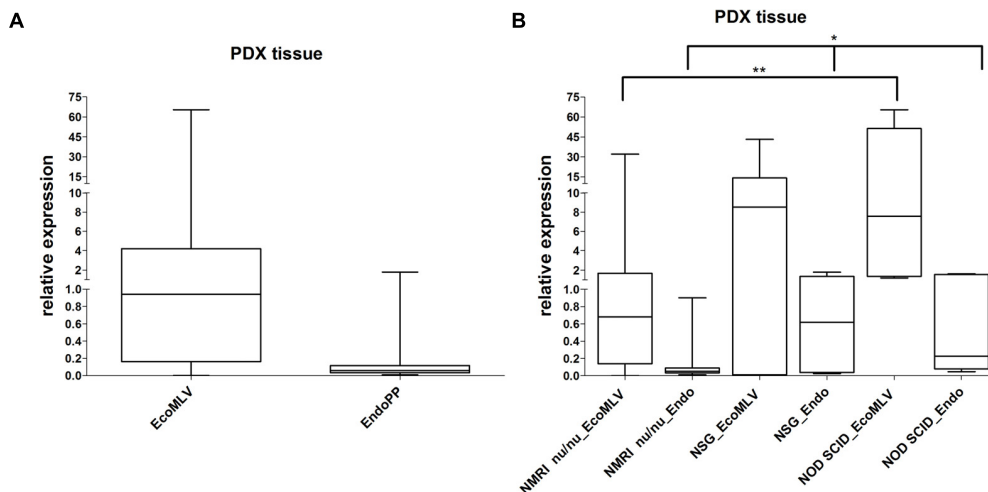 A
PDX tissue
relative expression
75
60
45
30
15
10
8
6
4
2
1.0
0.8
0.6
0.4
0.2
0.0
EcoMLV
EndoPP
B
PDX tissue
*
**
relative expression
75
60
45
30
15
10
8
6
4
2
1.0
0.8
0.6
0.4
0.2
0.0
NMRI nu/nu_EcoMLV
NMRI nu/nu_Endo
NSG_EcoMLV
NSG_Endo
NOD SCID_EcoMLV
NOD SCID_Endo